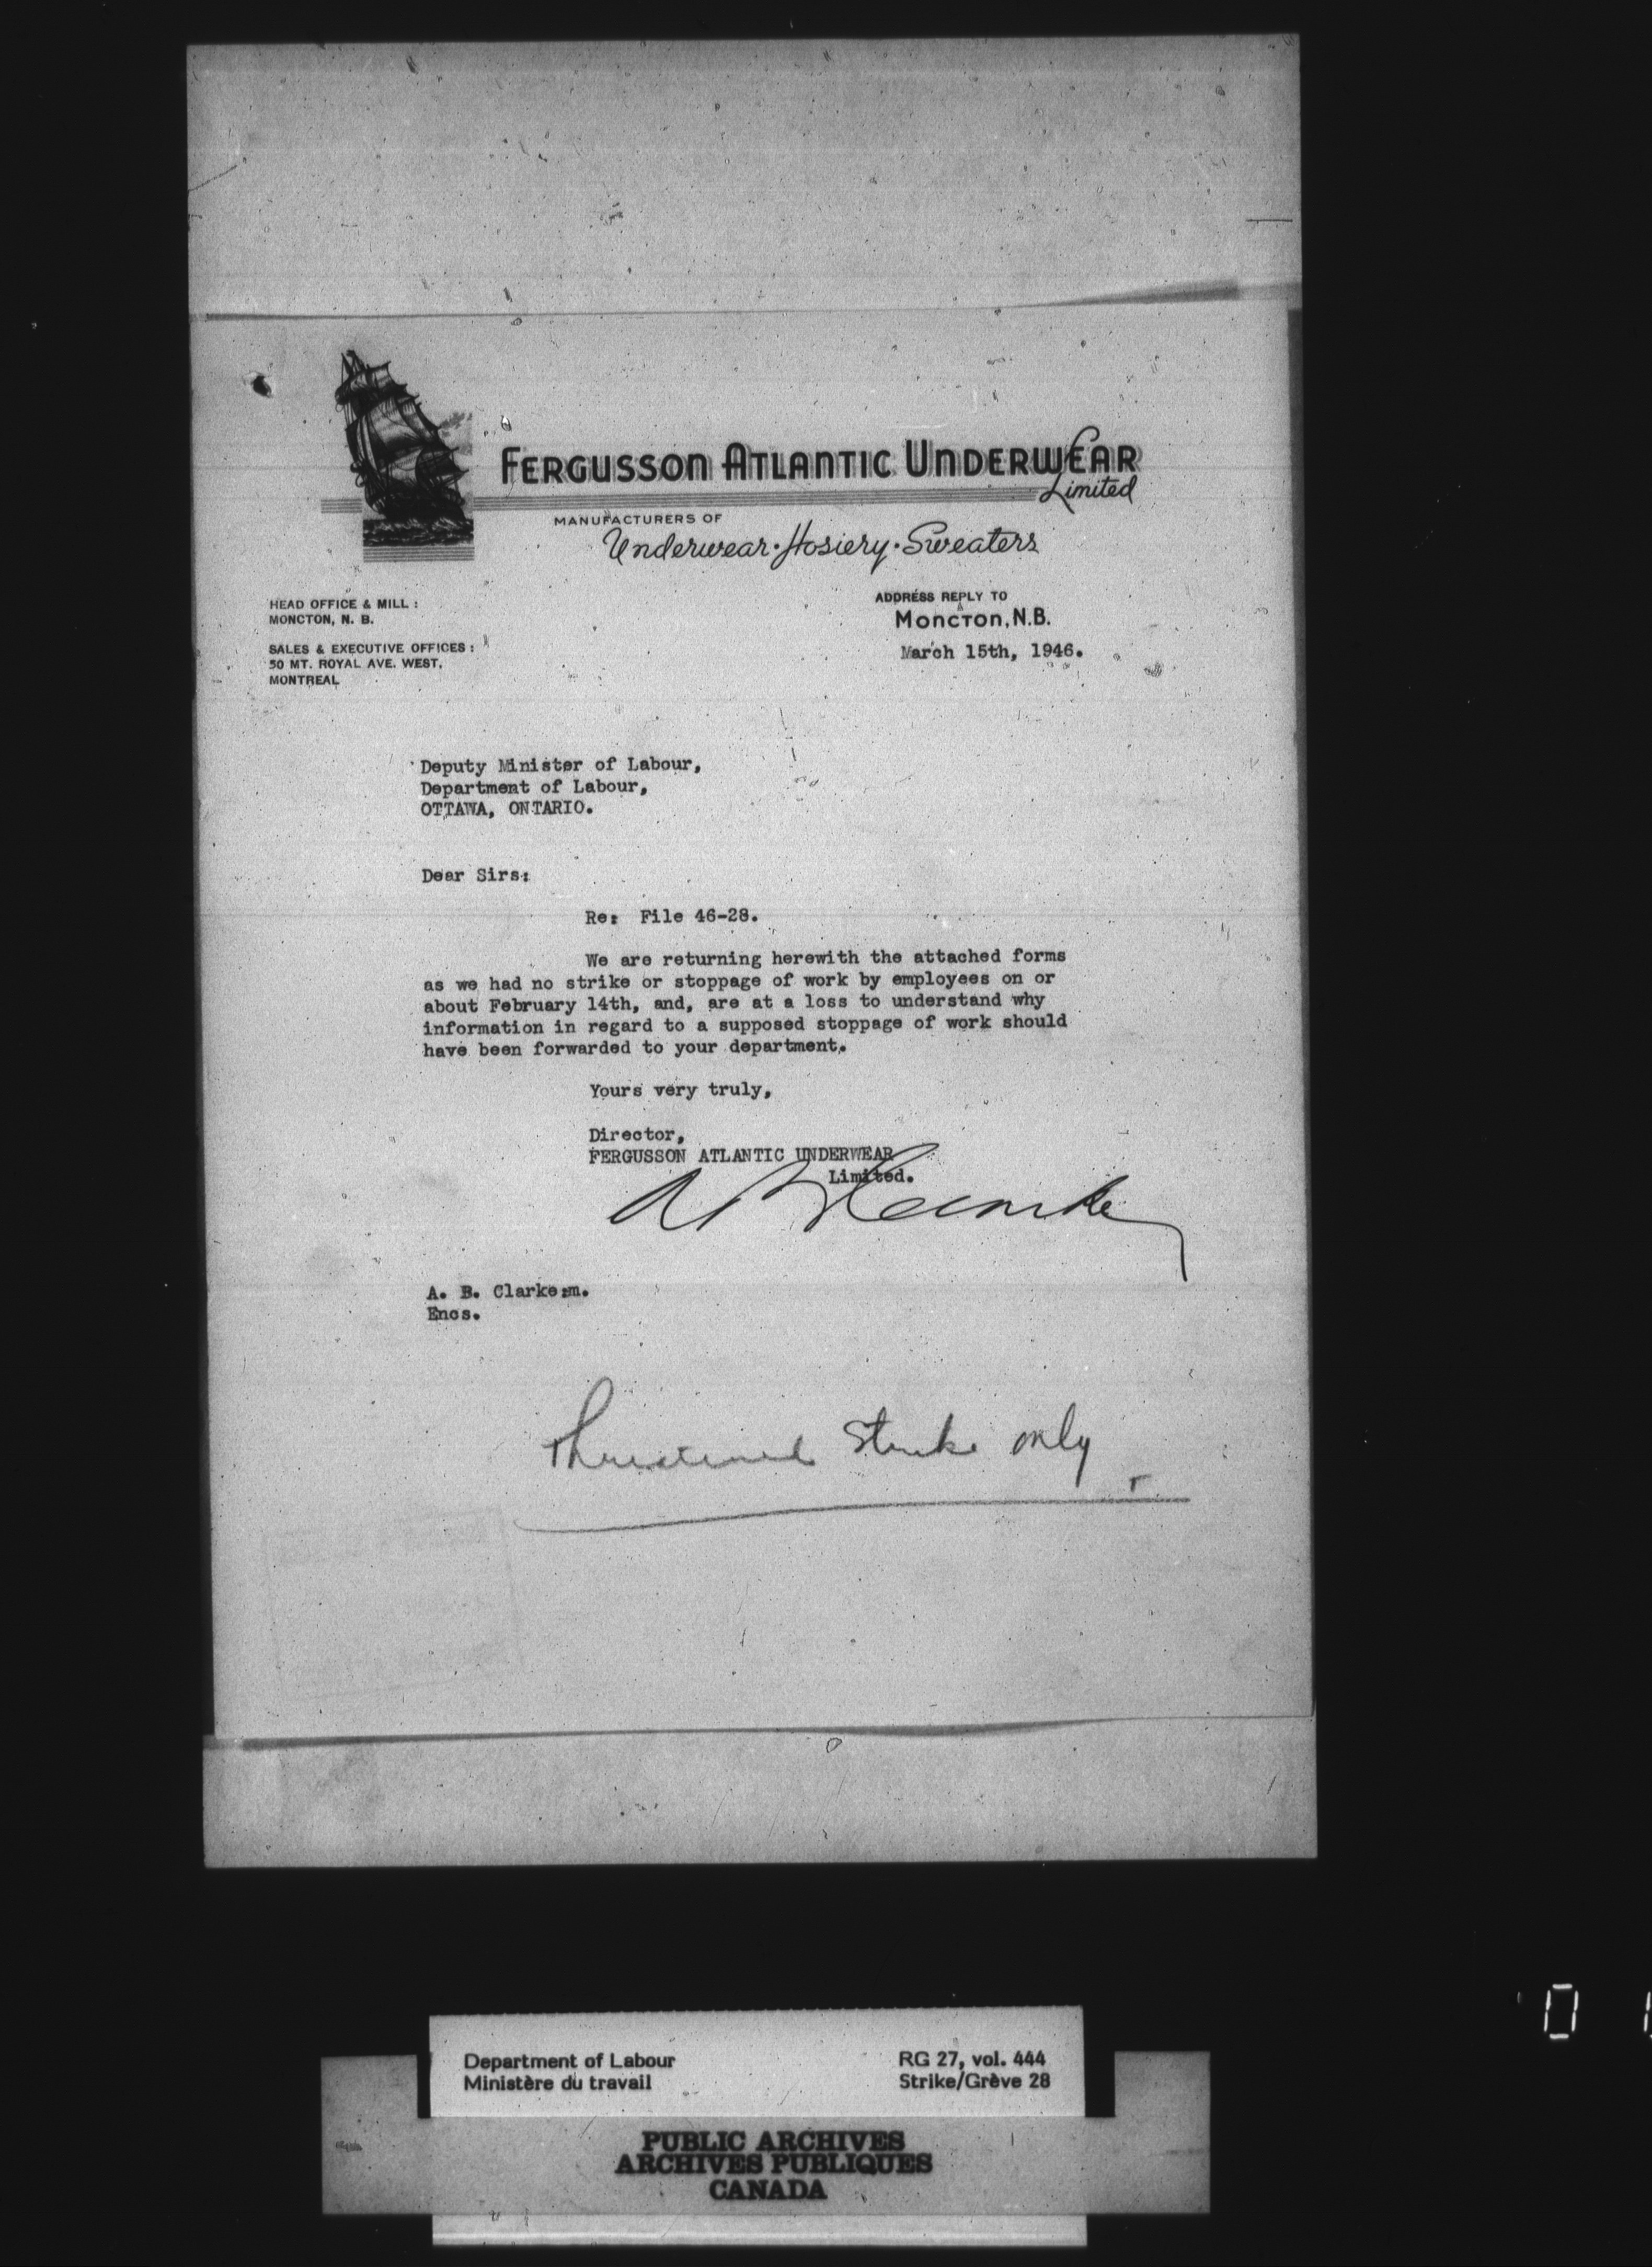 FERGUSSON ATLANTIC UNDERWEAR
Limited
MANUFACTURERS OF
Underwear · Hosiery · Sweaters
HEAD OFFICE & MILL :
MONCTON, N. B.
SALES & EXECUTIVE OFFICES :
50 MT. ROYAL AVE. WEST.
MONTREAL
ADDRESS REPLY TO
MONCTON, N.B.
March 15th, 1946.
Deputy Minister of Labour,
Department of Labour,
OTTAWA, ONTARIO.
Dear Sirs:
Re: File 46-28.
We are returning herewith the attached forms
as we had no strike or stoppage of work by employees on or
about February 14th, and, are at a loss to understand why
information in regard to a supposed stoppage of work should
have been forwarded to your department.
Yours very truly,
Director,
FERGUSSON ATLANTIC UNDERWEAR
Limited.
A. B. Clarke:m.
Encs.
Threatened Strike only
Department of Labour
Ministère du travail
RG 27, vol. 444
Strike/Grève 28
PUBLIC ARCHIVES
ARCHIVES PUBLIQUES
CANADA